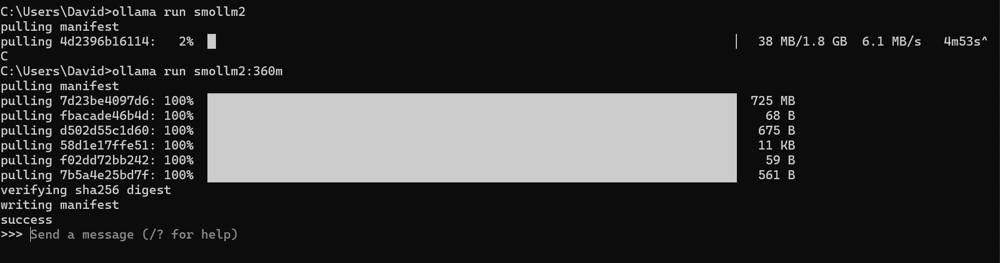 C:\Users\David>ollama run smollm2
pulling manifest
pulling 4d2396b16114:   2% 38 MB/1.8 GB  6.1 MB/s   4m53s^
C
C:\Users\David>ollama run smollm2:360m
pulling manifest
pulling 7d23be4097d6: 100% 725 MB
pulling fbacade46b4d: 100% 68 B
pulling d502d55c1d60: 100% 675 B
pulling 58d1e17ffe51: 100% 11 KB
pulling f02dd72bb242: 100% 59 B
pulling 7b5a4e25bd7f: 100% 561 B
verifying sha256 digest
writing manifest
success
>>> Send a message (/? for help)